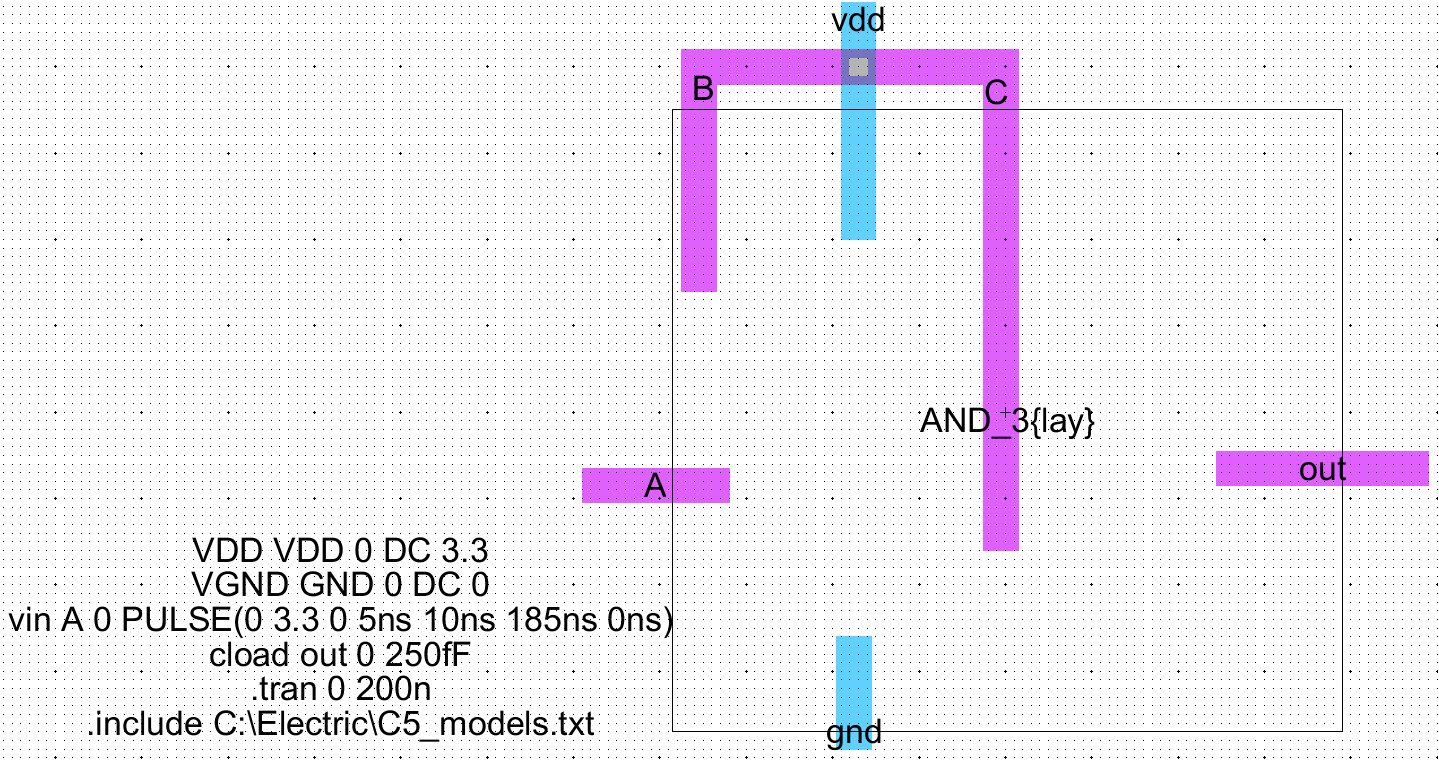 vdd
B
C
AND_3{lay}
out
A
VDD VDD 0 DC 3.3
VGND GND 0 DC 0
vin A 0 PULSE(0 3.3 0 5ns 10ns 185ns 0ns)
cload out 0 250fF
.tran 0 200n
.include C:\Electric\C5_models.txt
gnd